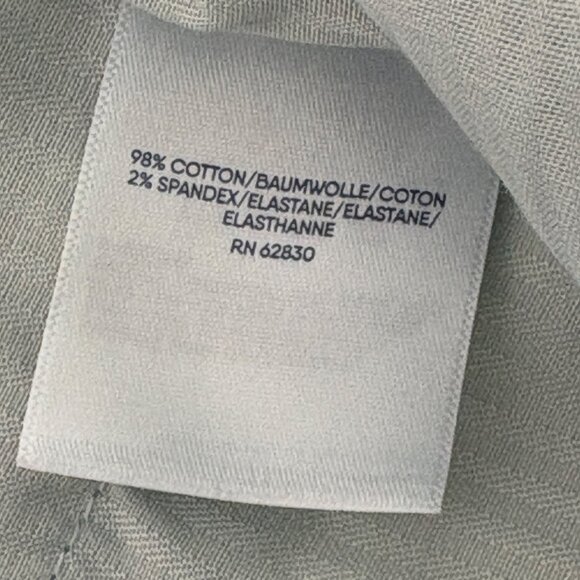 98% COTTON/BAUMWOLLE/COTON
2% SPANDEX/ELASTANE/ELASTANE/
ELASTHANNE
RN 62830